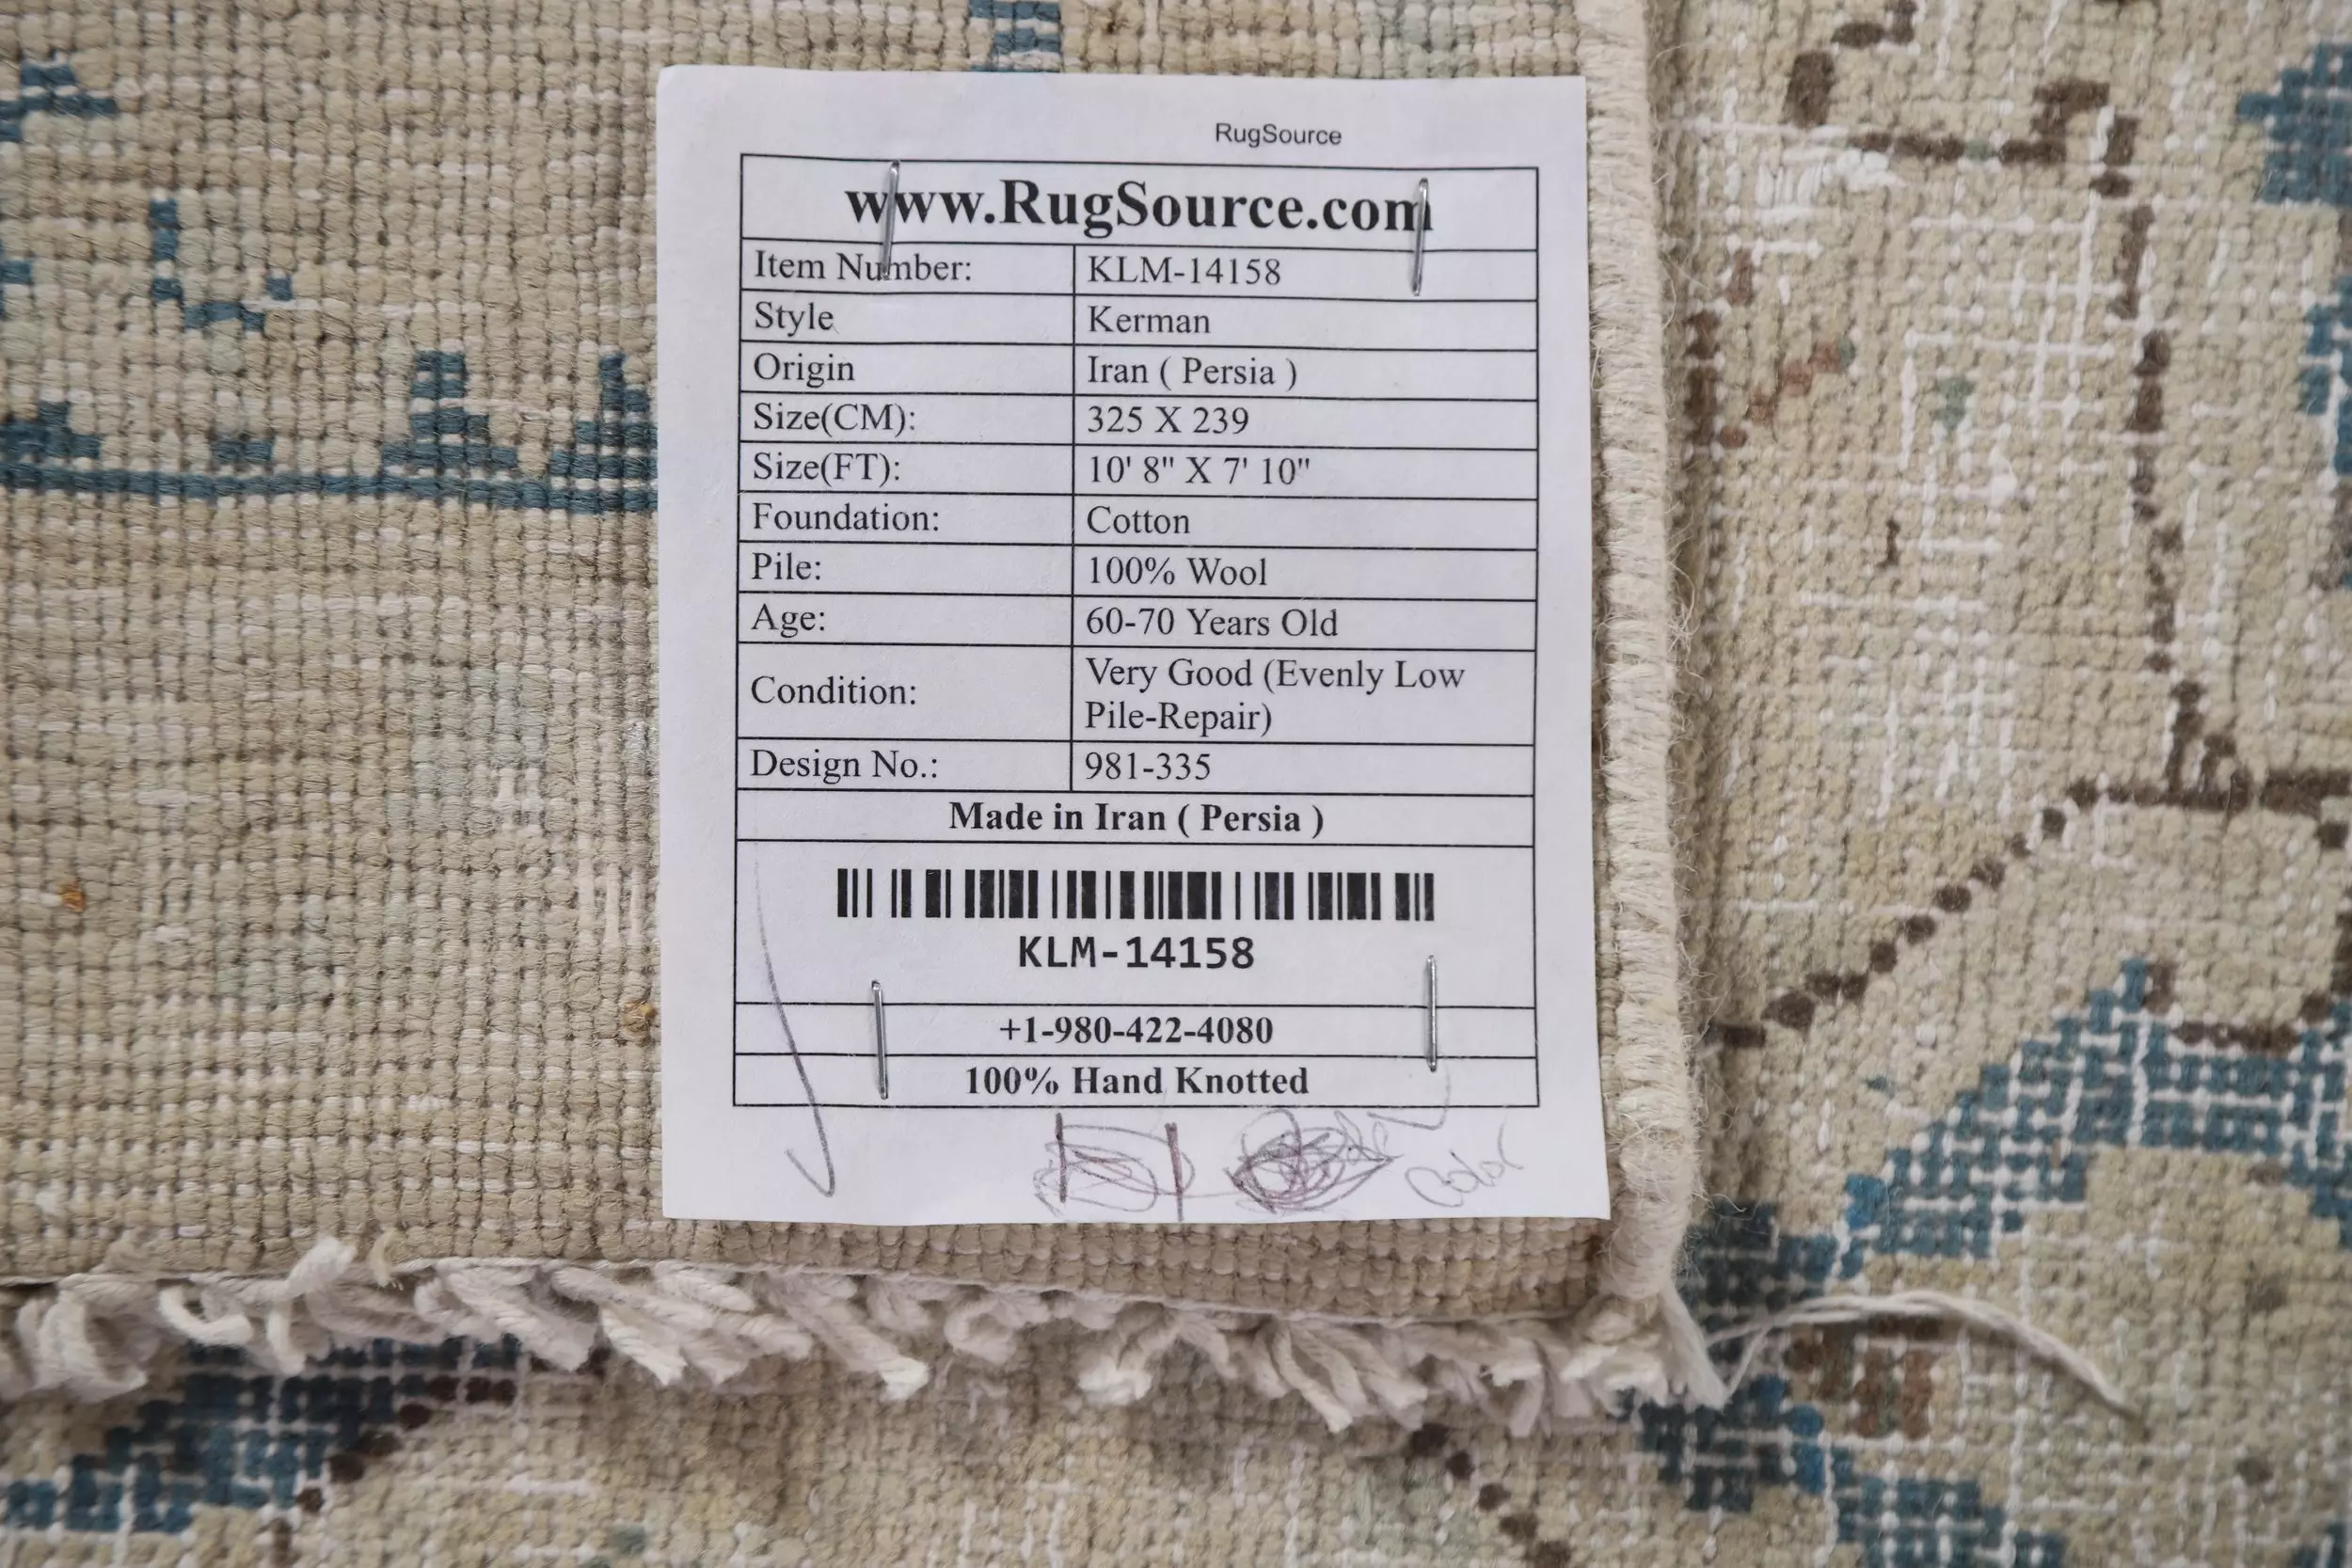 RugSource
www.RugSource.com
Item Number: KLM-14158
Style Kerman
Origin Iran ( Persia )
Size(CM): 325 X 239
Size(FT): 10' 8" X 7' 10"
Foundation: Cotton
Pile: 100% Wool
Age: 60-70 Years Old
Condition: Very Good (Evenly Low
Pile-Repair)
Design No.: 981-335
Made in Iran ( Persia )
KLM-14158
+1-980-422-4080
100% Hand Knotted
Color